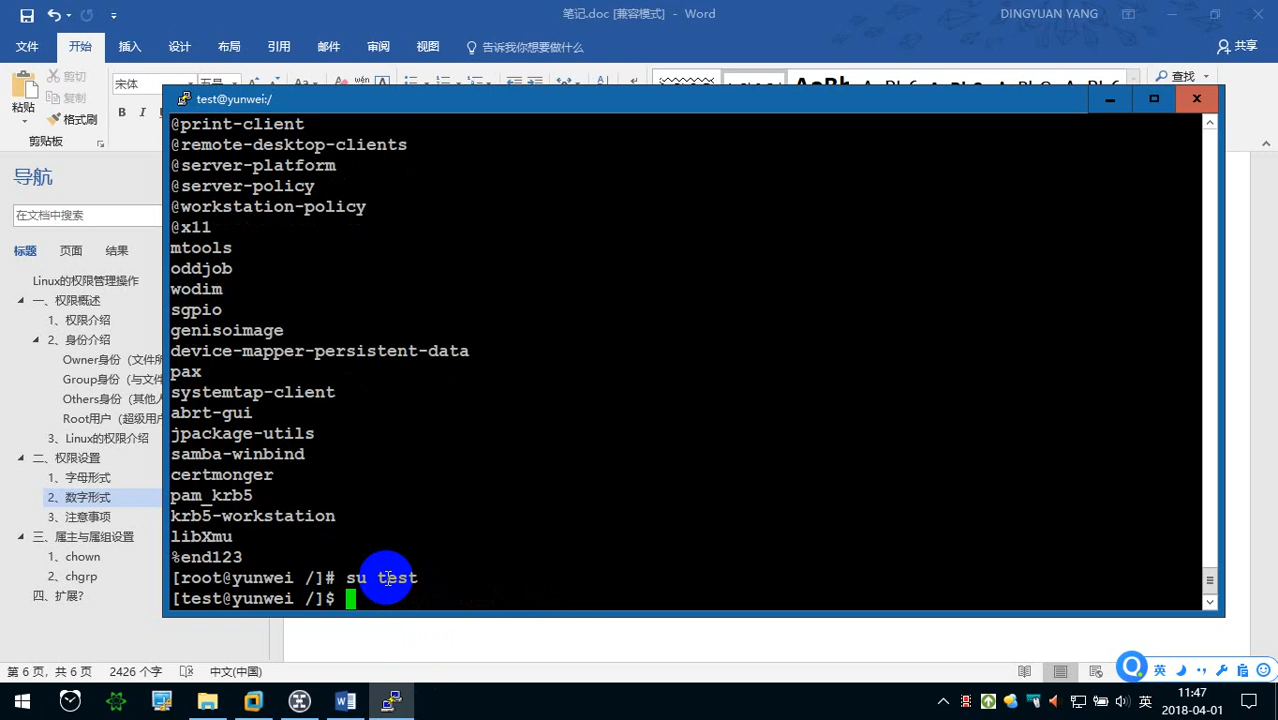 笔记.doc [兼容模式] - Word
DINGYUAN YANG
文件 开始 插入 设计 布局 引用 邮件 审阅 视图 告诉我你想要做什么 共享
剪切
复制
粘贴 格式刷
剪贴板
宋体 五号
B I
查找
导航
在文档中搜索
标题 页面 结果
Linux的权限管理操作
一、权限概述
1、权限介绍
2、身份介绍
Owner身份（文件所
Group身份（与文件
Others身份（其他人
Root用户（超级用户
3、Linux的权限介绍
二、权限设置
1、字母形式
2、数字形式
3、注意事项
三、属主与属组设置
1、chown
2、chgrp
四、扩展?
test@yunwei:/
@print-client
@remote-desktop-clients
@server-platform
@server-policy
@workstation-policy
@x11
mtools
oddjob
wodim
sgpio
genisoimage
device-mapper-persistent-data
pax
systemtap-client
abrt-gui
jpackage-utils
samba-winbind
certmonger
pam_krb5
krb5-workstation
libXmu
%end123
[root@yunwei /]# su test
[test@yunwei /]$
第 6 页，共 6 页 2426 个字 中文(中国)
英
英
11:47
2018-04-01